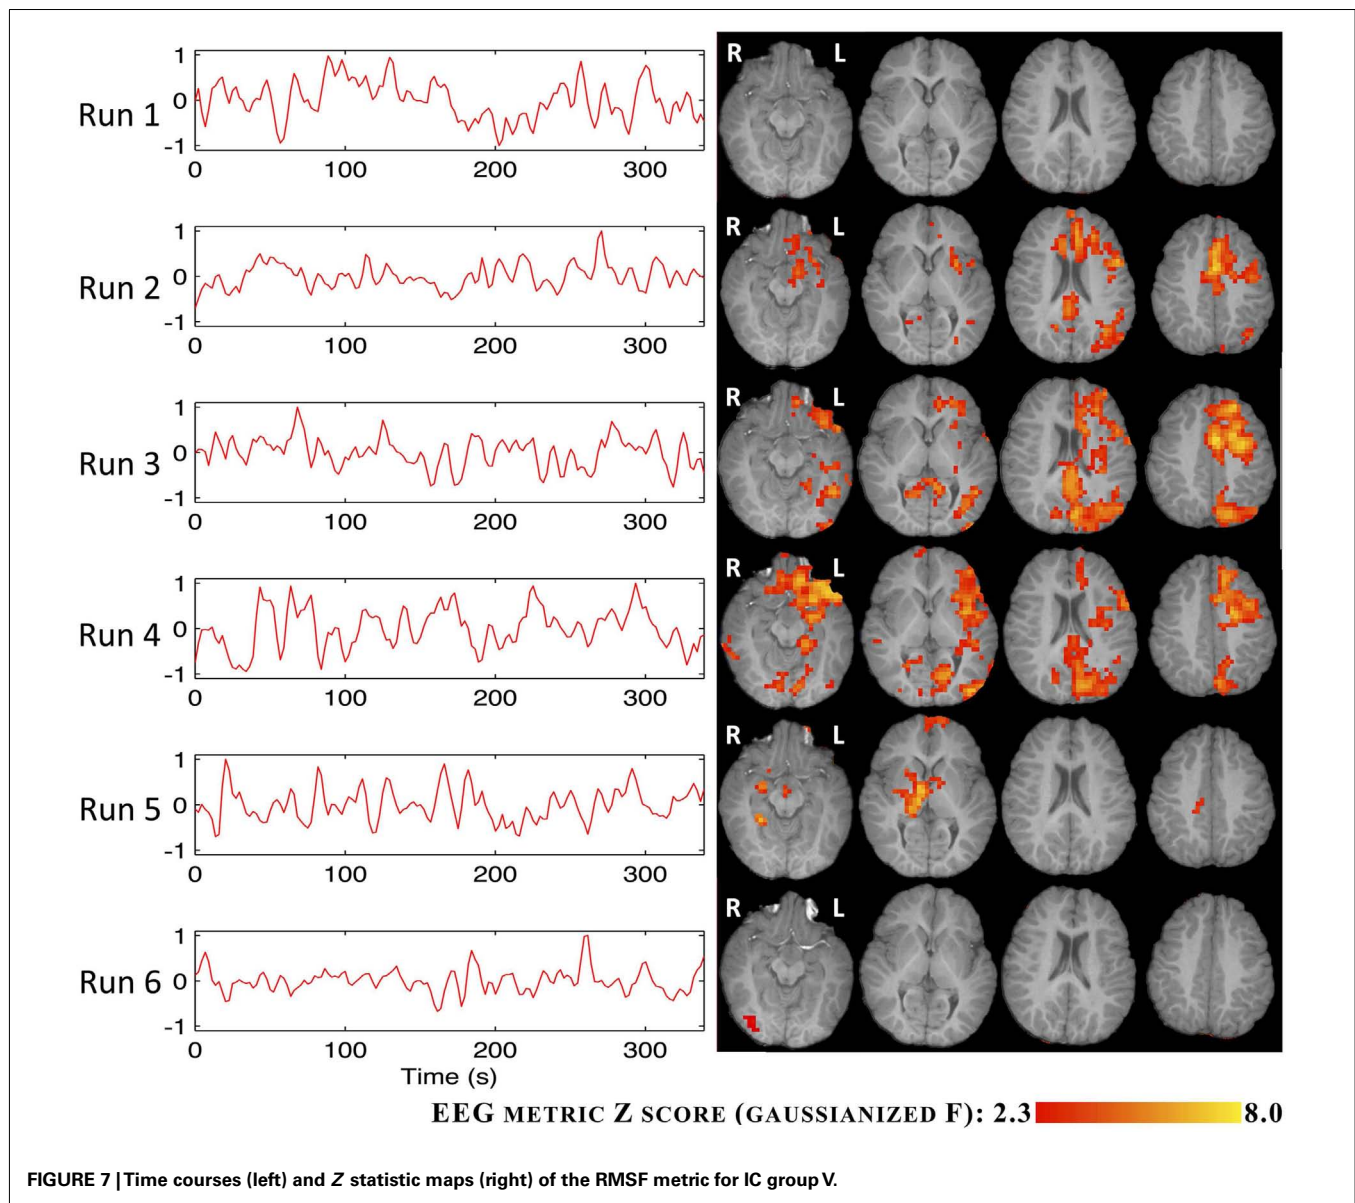 Run 1
1
0
-1
0 100 200 300
R L
Run 2
1
0
-1
0 100 200 300
R L
Run 3
1
0
-1
0 100 200 300
R L
Run 4
1
0
-1
0 100 200 300
R L
Run 5
1
0
-1
0 100 200 300
R L
Run 6
1
0
-1
0 100 200 300
R L
Time (s)
EEG METRIC Z SCORE (GAUSSIANIZED F): 2.3 8.0
FIGURE 7 | Time courses (left) and Z statistic maps (right) of the RMSF metric for IC group V.